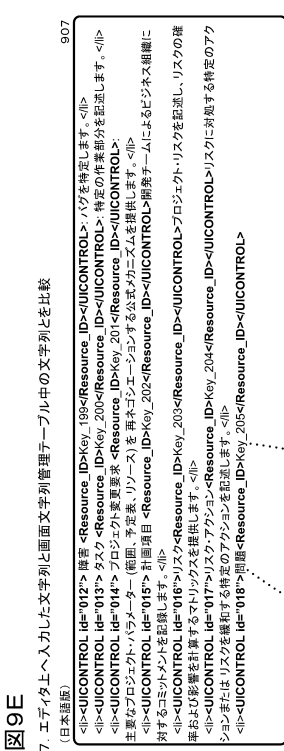 図9E
7. エディタ上へ入力した文字列と画面文字列管理テーブル中の文字列とを比較
(日本語版)
907
<li><UICONTROL id="012"> 障害 <Resource_ID>Key_199</Resource_ID></UICONTROL>: バグを特定します。</li>
<li><UICONTROL id="013"> タスク <Resource_ID>Key_200</Resource_ID></UICONTROL>: 特定の作業部分を記述します。</li>
<li><UICONTROL id="014"> プロジェクト変更要求 <Resource_ID>Key_201</Resource_ID></UICONTROL>:
主要なプロジェクト・パラメーター (範囲、予定表、リソース) を 再ネゴシエーションする公式メカニズムを提供します。</li>
<li><UICONTROL id="015"> 計画項目 <Resource_ID>Key_202</Resource_ID></UICONTROL>開発チームによるビジネス組織に
対するコミットメントを記録します。</li>
<li><UICONTROL id="016">リスク<Resource_ID>Key_203</Resource_ID></UICONTROL>プロジェクト・リスクを記述し、リスクの確
率および影響を計算するマトリックスを提供します。</li>
<li><UICONTROL id="017">リスク・アクション<Resource_ID>Key_204</Resource_ID></UICONTROL>リスクに対処する特定のアク
ションまたは リスクを緩和する特定のアクションを記述します。</li>
<li><UICONTROL id="018">問題<Resource_ID>Key_205</Resource_ID></UICONTROL>